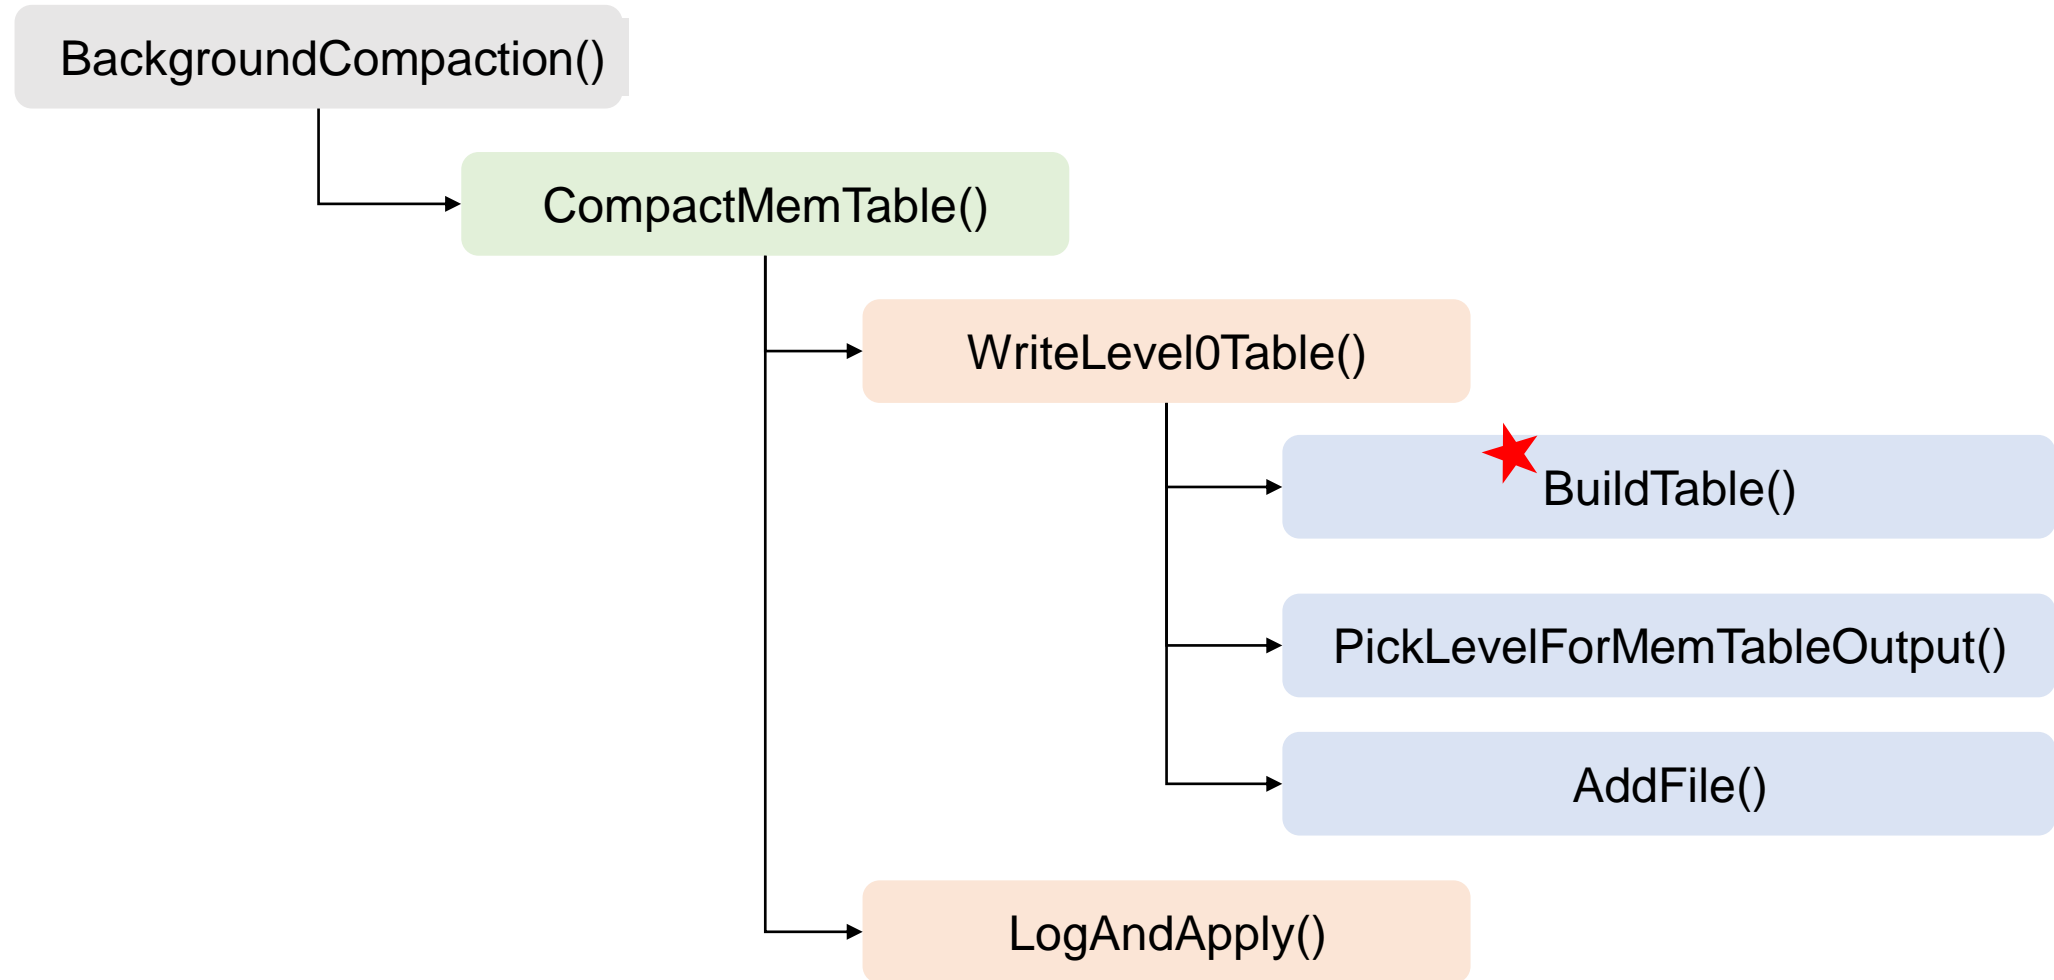 BackgroundCompaction()
CompactMemTable()
WriteLevel0Table()
BuildTable()
PickLevelForMemTableOutput()
AddFile()
LogAndApply()